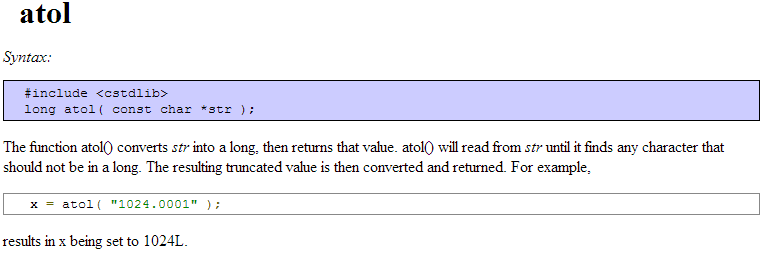 atol
Syntax:
#include <cstdlib>
long atol( const char *str );
The function atol() converts str into a long, then returns that value. atol() will read from str until it finds any character that
should not be in a long. The resulting truncated value is then converted and returned. For example,
x = atol( "1024.0001" );
results in x being set to 1024L.